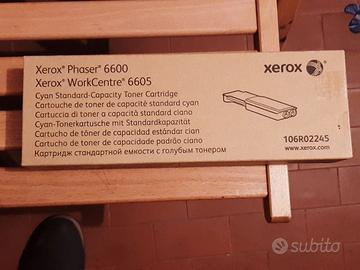 Xerox® Phaser® 6600
Xerox® WorkCentre® 6605
xerox
Cyan Standard-Capacity Toner Cartridge
Cartouche de toner de capacité standard cyan
Cartuccia di toner a capacità standard ciano
Cyan-Tonerkartusche mit Standardkapazität
Cartucho de tóner de capacidad estándar cian
Cartucho de toner de capacidade padrão ciano
Картридж стандартной емкости с голубым тонером
106R02245
www.xerox.com
subito